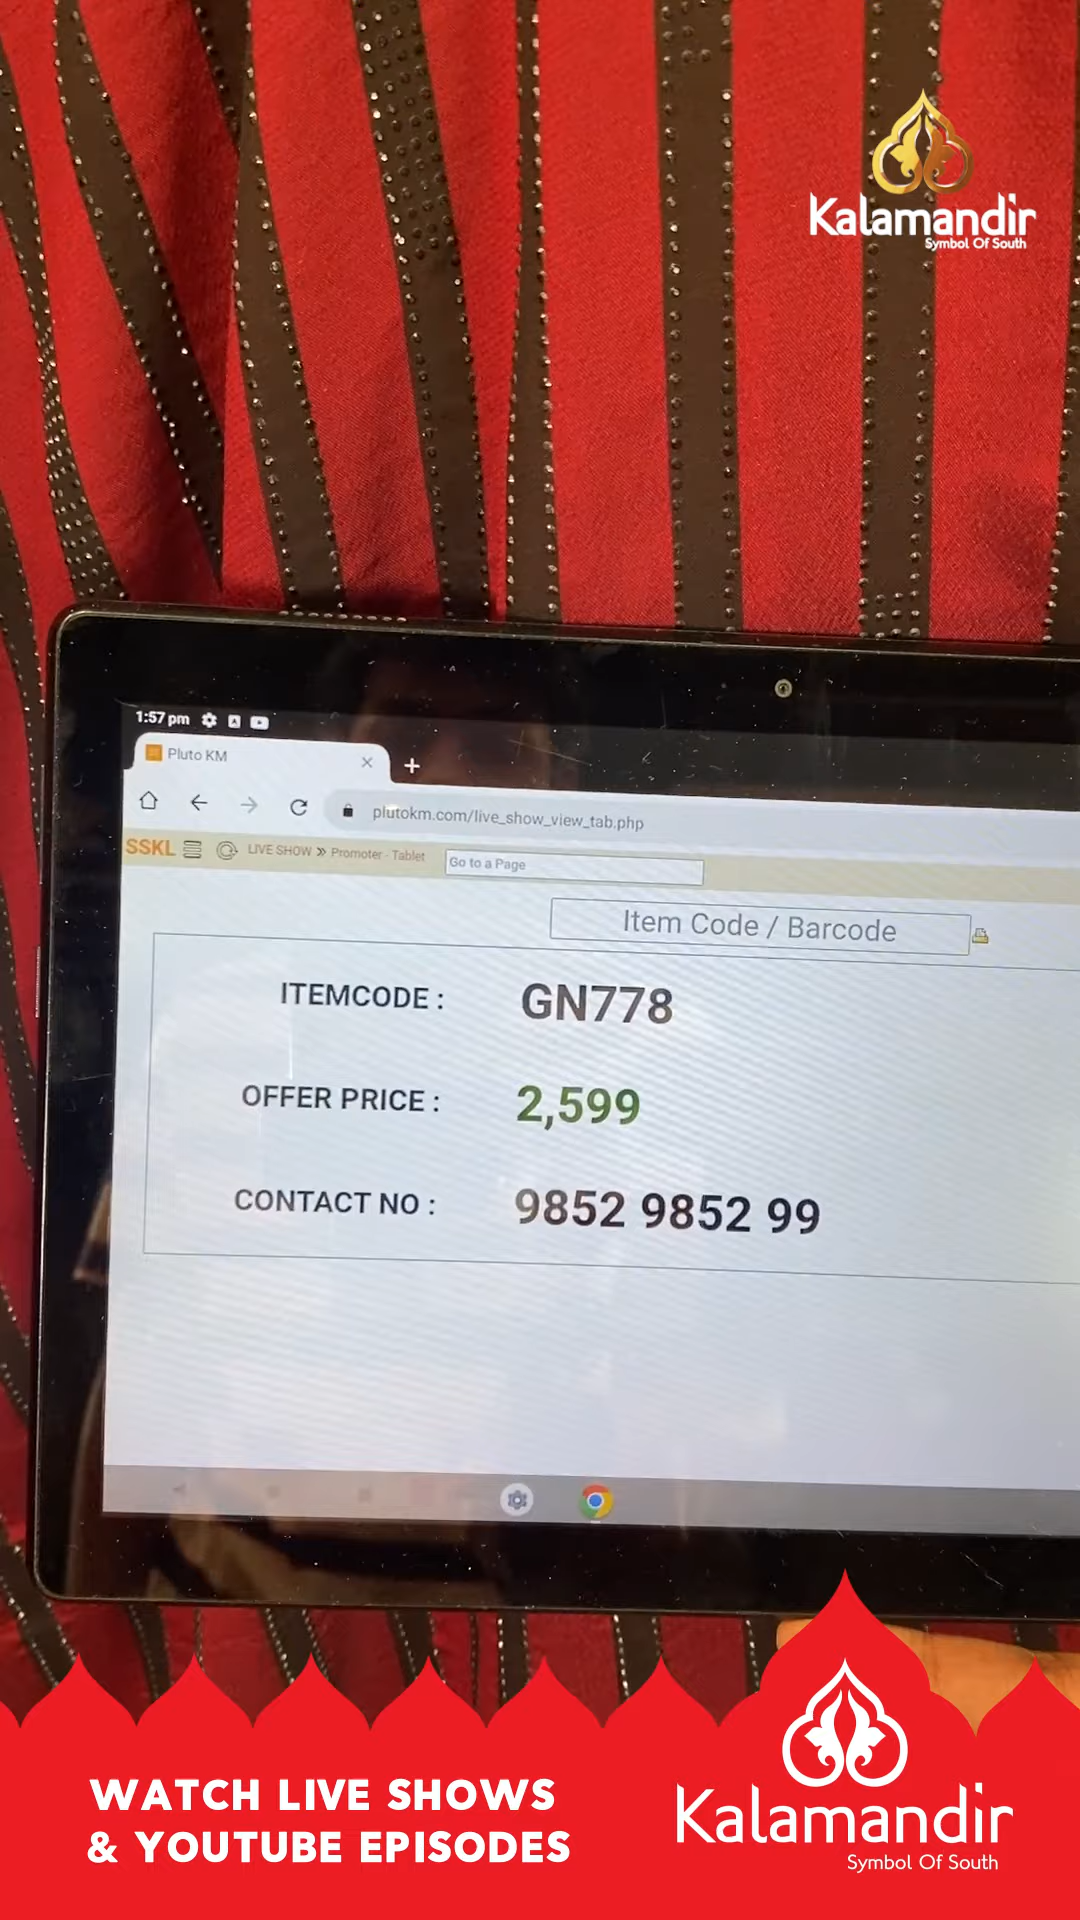 Kalamandir
Symbol Of South
1:57 pm
Pluto KM
plutokm.com/live_show_view_tab.php
SSKL LIVE SHOW » Promoter - Tablet Go to a Page
Item Code / Barcode
ITEMCODE : GN778
OFFER PRICE : 2,599
CONTACT NO : 9852 9852 99
WATCH LIVE SHOWS
& YOUTUBE EPISODES
Kalamandir
Symbol Of South